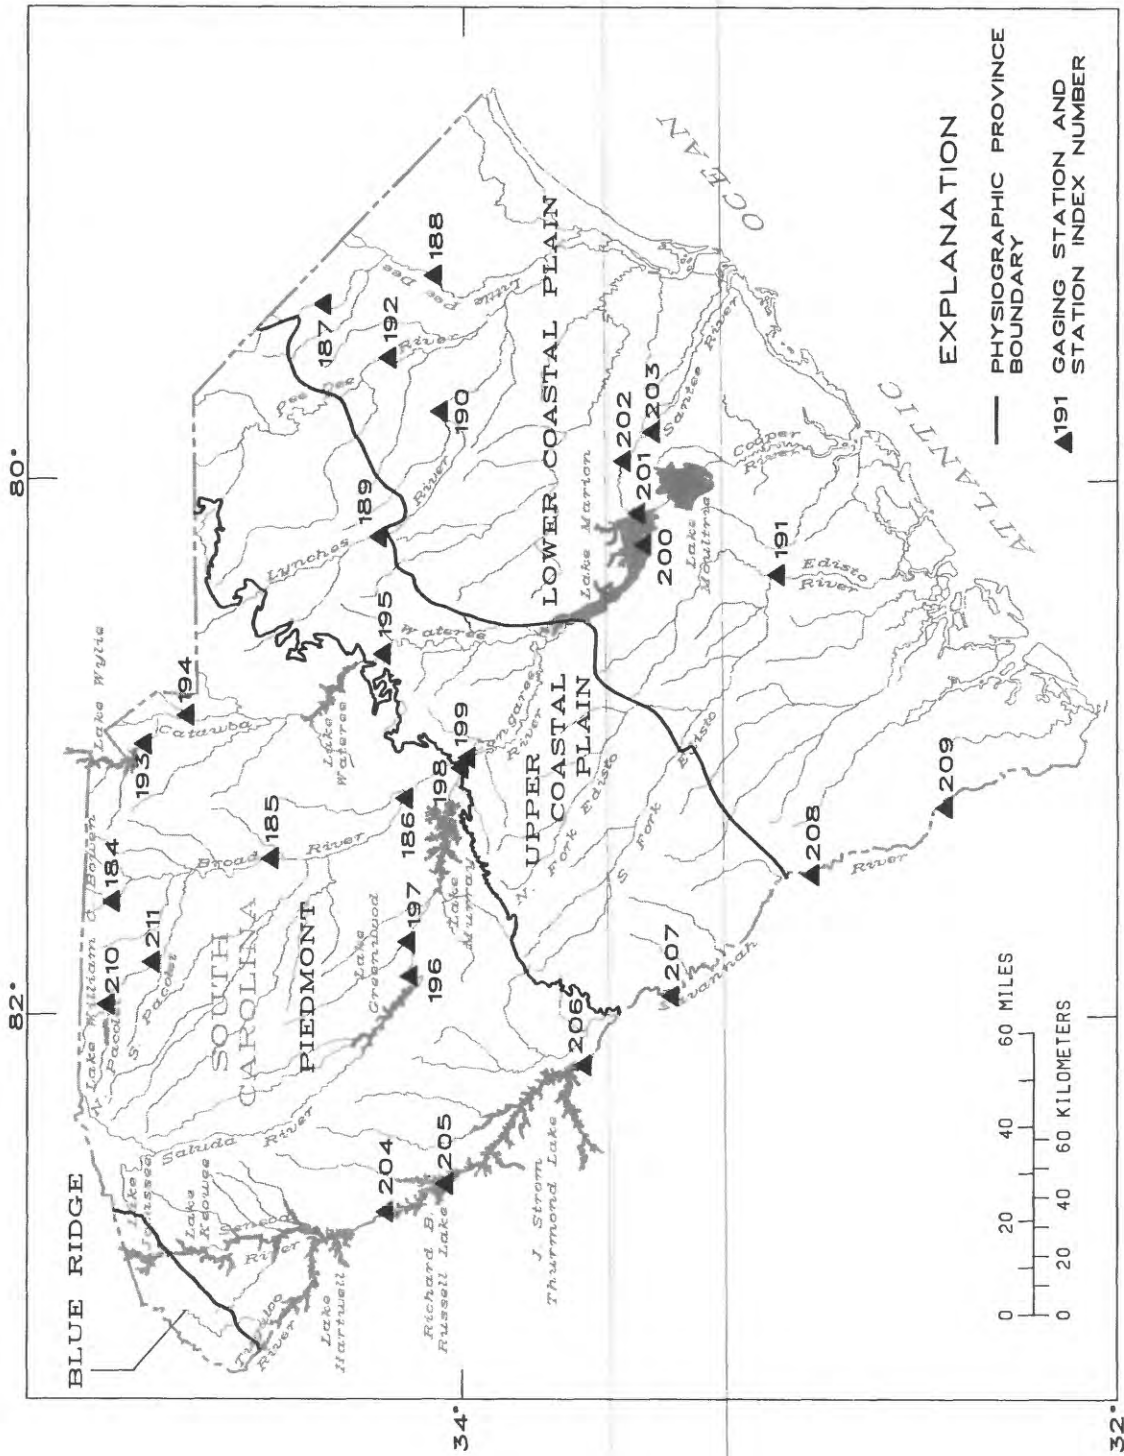 82°
80°
34°
32°
BLUE RIDGE
SOUTH
CAROLINA
PIEDMONT
UPPER
COASTAL
PLAIN
LOWER COASTAL PLAIN
ATLANTIC
OCEAN
Lake William C. Bowen
Pacolet
S. Pacolet
Lake Wylie
Catawba
Lake
Wateree
Wateree
Lynches
River
Pee Dee
River
Little
Pee Dee
Broad
River
Lake
Greenwood
Lake
Murray
Saluda River
Lake
Jocassee
Lake
Keowee
Seneca
River
Tugaloo
River
Lake
Hartwell
Richard B.
Russell Lake
J. Strom
Thurmond Lake
River
N. Fork Edisto
S. Fork Edisto
Edisto
River
Lake Marion
Lake
Moultrie
Santee
River
Cooper
River
Savannah
River
184
185
186
187
188
189
190
191
192
193
194
195
196
197
198
199
200
201
202
203
204
205
206
207
208
209
210
211
0 20 40 60 MILES
0 20 40 60 KILOMETERS
EXPLANATION
PHYSIOGRAPHIC PROVINCE
BOUNDARY
191 GAGING STATION AND
STATION INDEX NUMBER